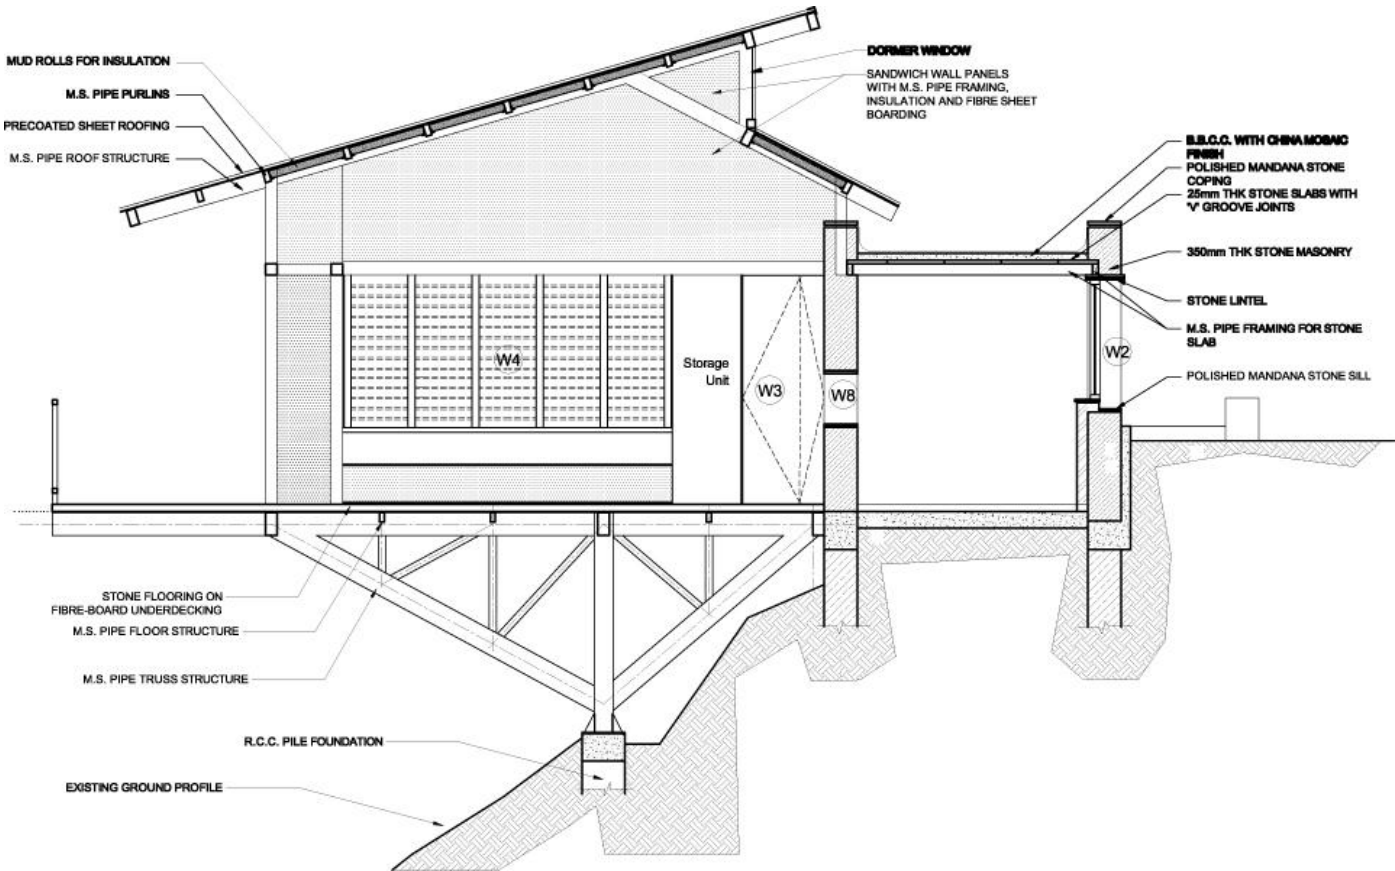 MUD ROLLS FOR INSULATION
M.S. PIPE PURLINS
PRECOATED SHEET ROOFING
M.S. PIPE ROOF STRUCTURE
DORMER WINDOW
SANDWICH WALL PANELS
WITH M.S. PIPE FRAMING,
INSULATION AND FIBRE SHEET
BOARDING
B.B.C.C. WITH CHINA MOSAIC
FINISH
POLISHED MANDANA STONE
COPING
25mm THK STONE SLABS WITH
'V' GROOVE JOINTS
350mm THK STONE MASONRY
STONE LINTEL
M.S. PIPE FRAMING FOR STONE
SLAB
POLISHED MANDANA STONE SILL
W4
Storage
Unit
W3
W8
W2
STONE FLOORING ON
FIBRE-BOARD UNDERDECKING
M.S. PIPE FLOOR STRUCTURE
M.S. PIPE TRUSS STRUCTURE
R.C.C. PILE FOUNDATION
EXISTING GROUND PROFILE